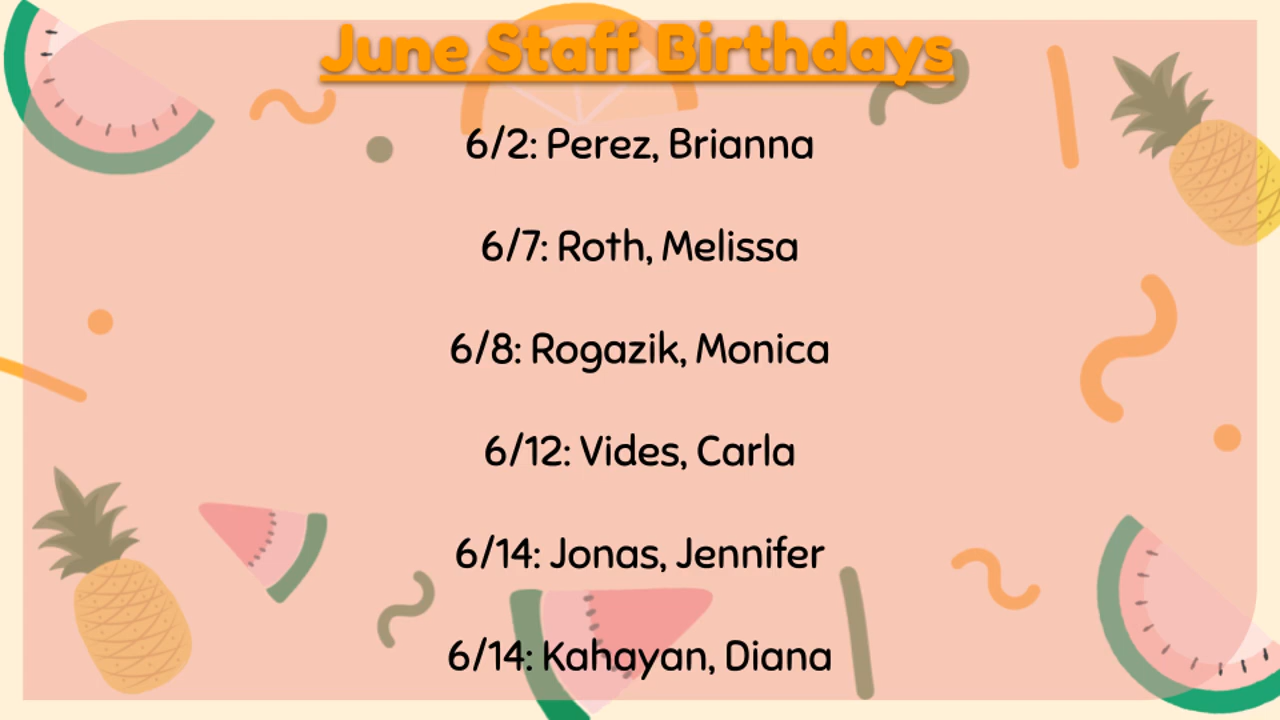 June Staff Birthdays
6/2: Perez, Brianna
6/7: Roth, Melissa
6/8: Rogazik, Monica
6/12: Vides, Carla
6/14: Jonas, Jennifer
6/14: Kahayan, Diana